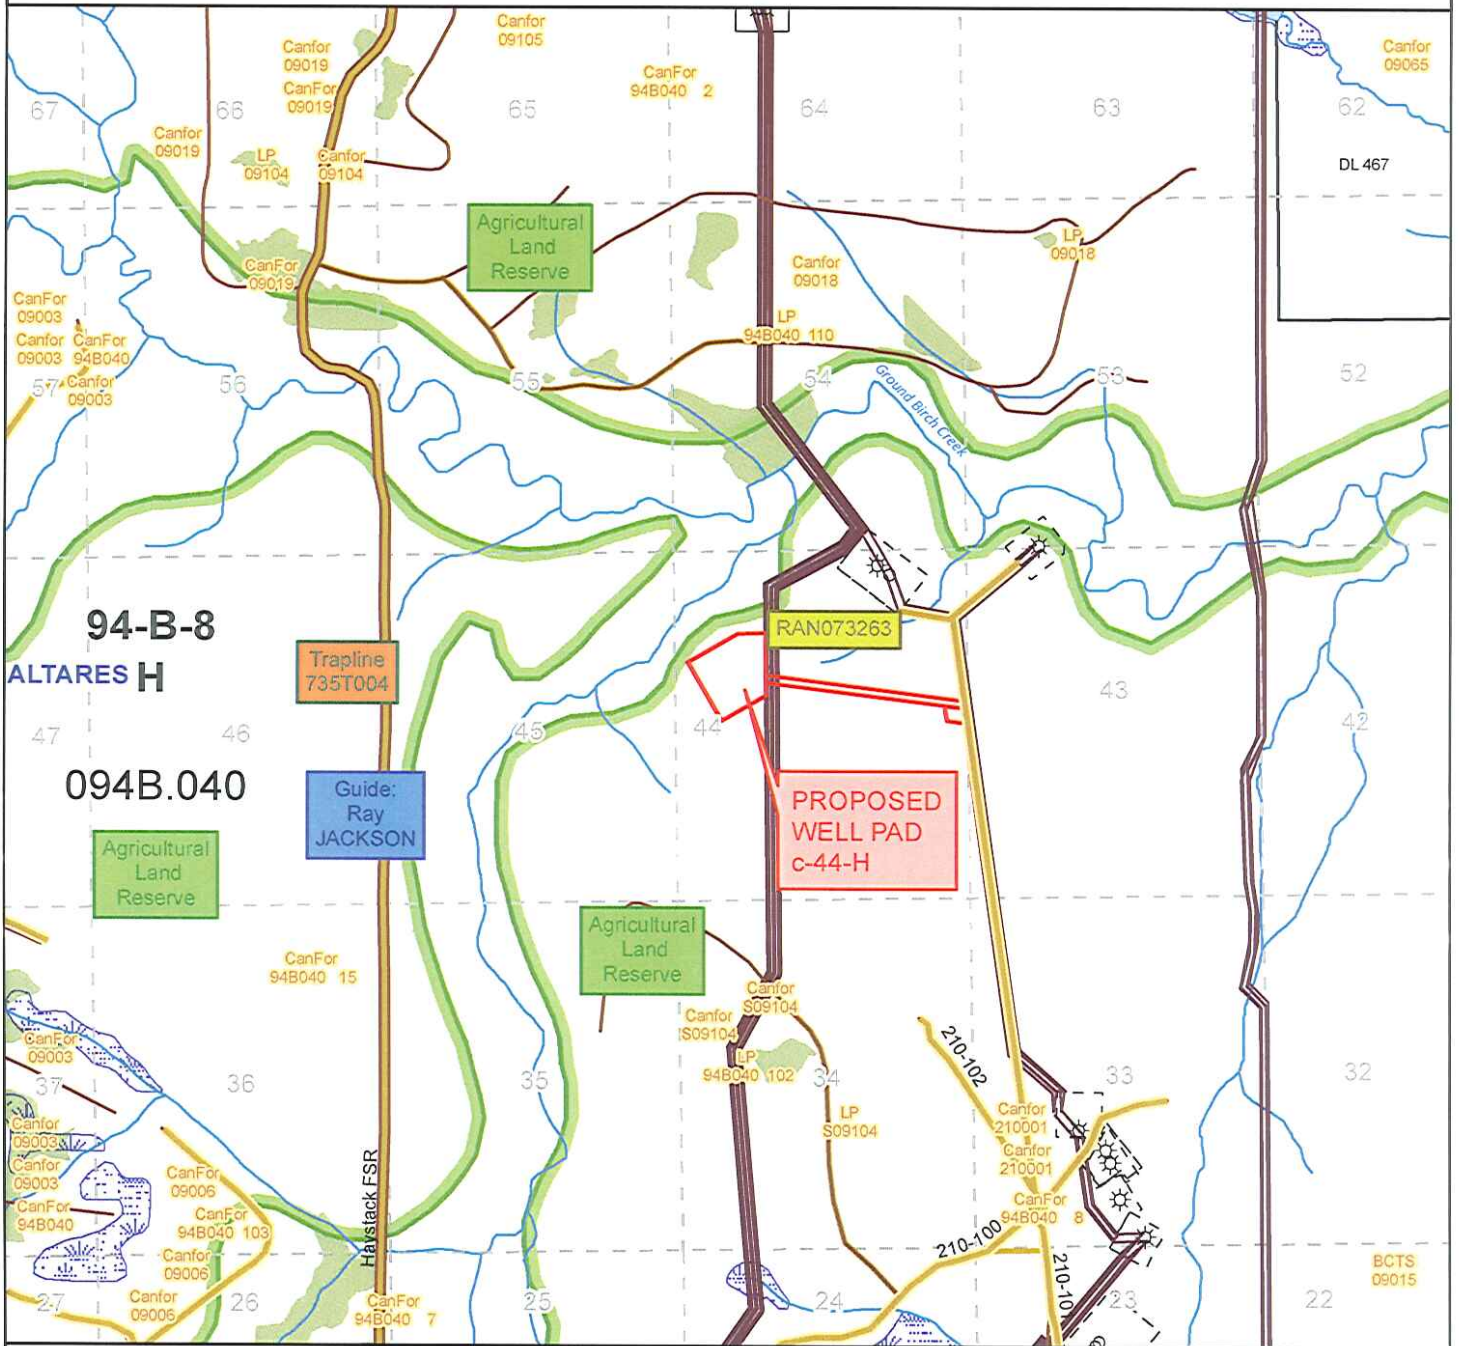 Canfor
09105
Canfor
09019
CanFor
09019
CanFor
94B040 2
Canfor
09065
67
66
65
64
63
62
Canfor
09019
LP
09104
Canfor
09104
DL 467
Agricultural
Land
Reserve
LP
09018
CanFor
09019
Canfor
09018
CanFor
09003
Canfor
09003
CanFor
94B040
Canfor
09003
LP
94B040 110
57
56
55
54
53
52
Ground Birch Creek
94-B-8
ALTARES H
RAN073263
Trapline
735T004
47
46
45
44
43
42
094B.040
Guide:
Ray
JACKSON
PROPOSED
WELL PAD
c-44-H
Agricultural
Land
Reserve
Agricultural
Land
Reserve
CanFor
94B040 15
Canfor
S09104
Canfor
S09104
LP
94B040 102
CanFor
09003
210-102
37
36
35
34
33
32
Canfor
09003
Canfor
09003
CanFor
94B040
LP
S09104
Canfor
210001
Canfor
210001
CanFor
94B040 8
CanFor
09006
CanFor
94B040 103
Canfor
09006
Canfor
09006
Haystack FSR
210-100
210-10
BCTS
09015
CanFor
94B040 7
27
26
25
24
23
22